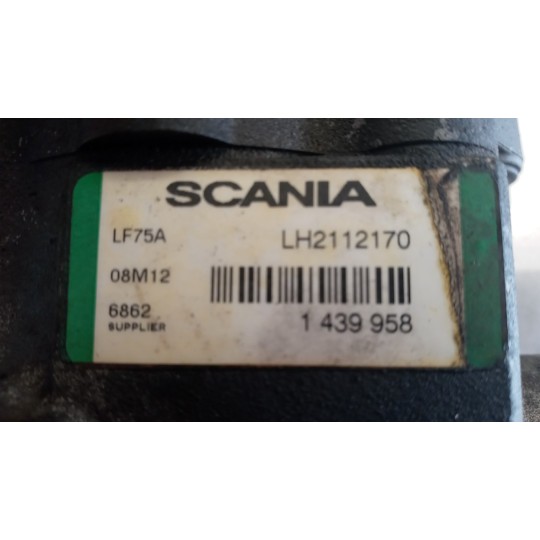 SCANIA
LF75A LH2112170
08M12
6862 1 439 958
SUPPLIER